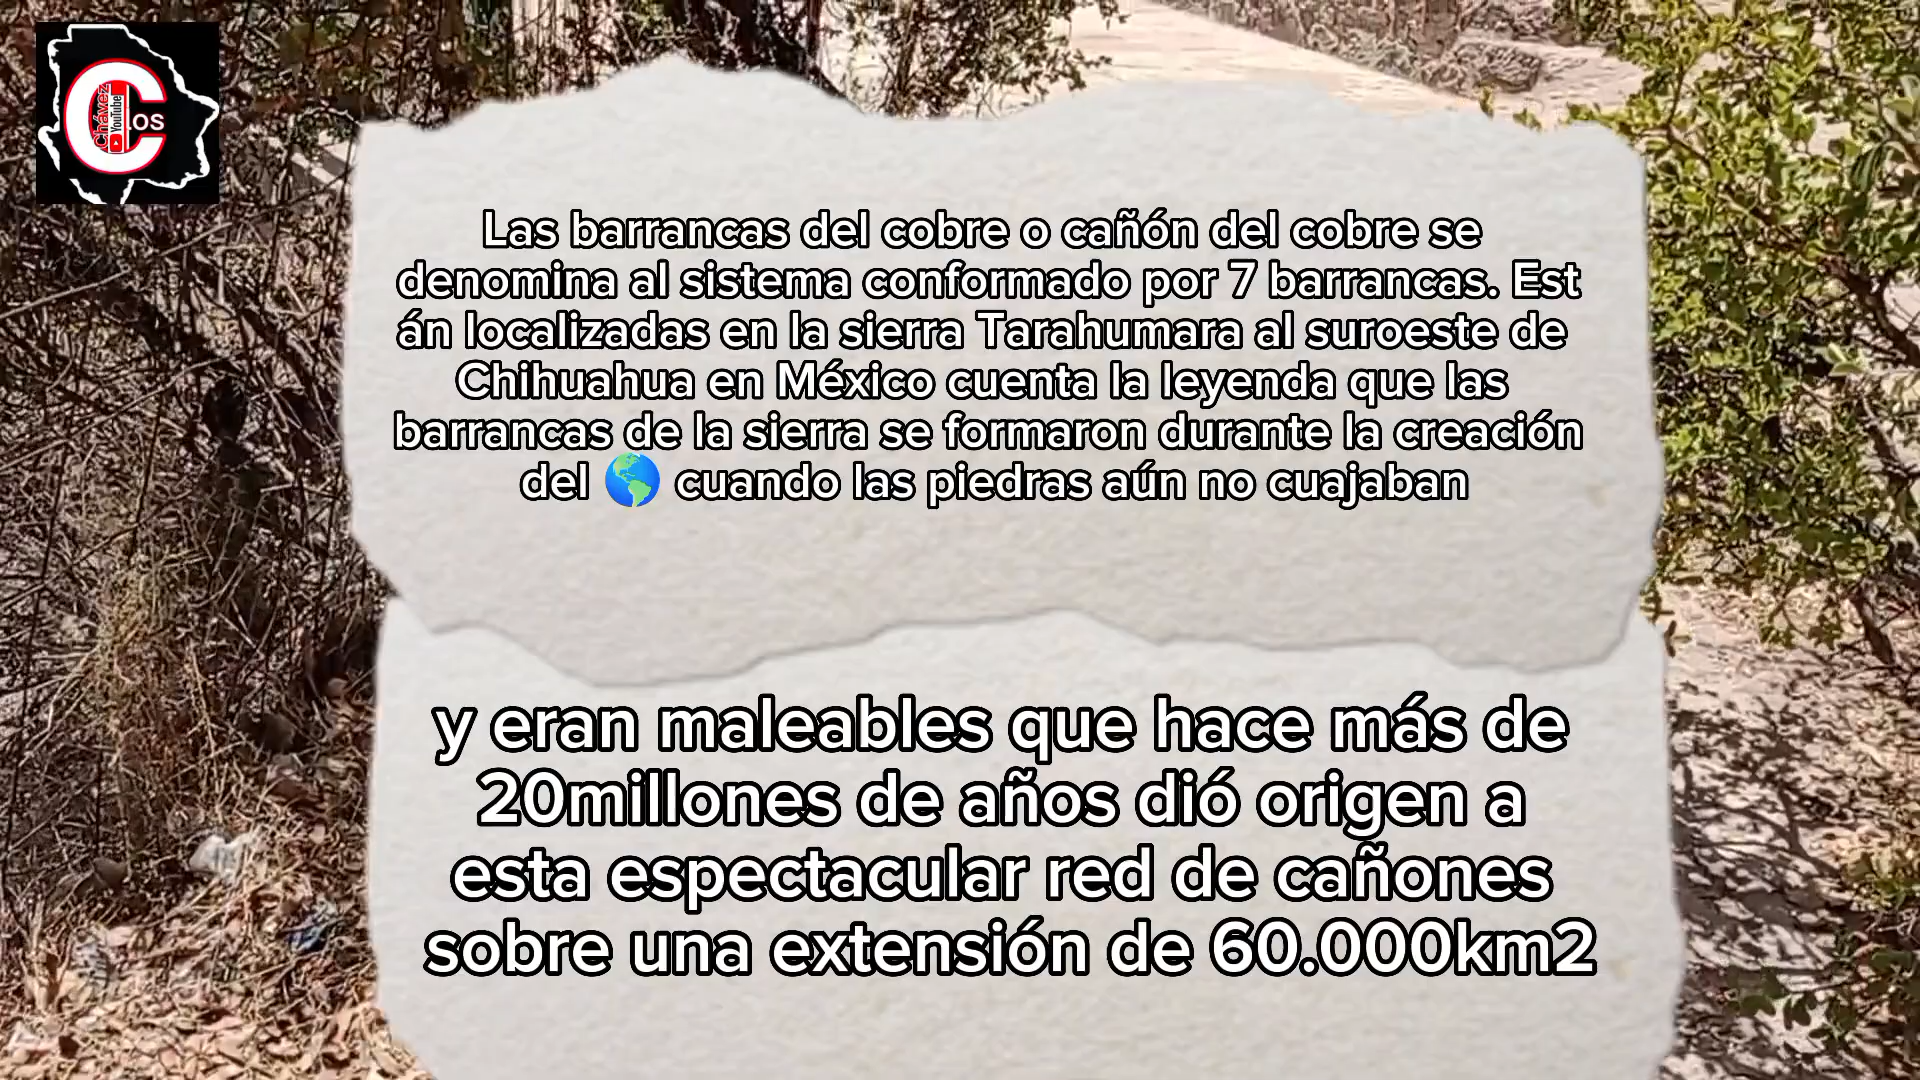 Chávez
YouTube
C los
Las barrancas del cobre o cañón del cobre se
denomina al sistema conformado por 7 barrancas. Est
án localizadas en la sierra Tarahumara al suroeste de
Chihuahua en México cuenta la leyenda que las
barrancas de la sierra se formaron durante la creación
del 🌎 cuando las piedras aún no cuajaban
y eran maleables que hace más de
20millones de años dió origen a
esta espectacular red de cañones
sobre una extensión de 60.000km2